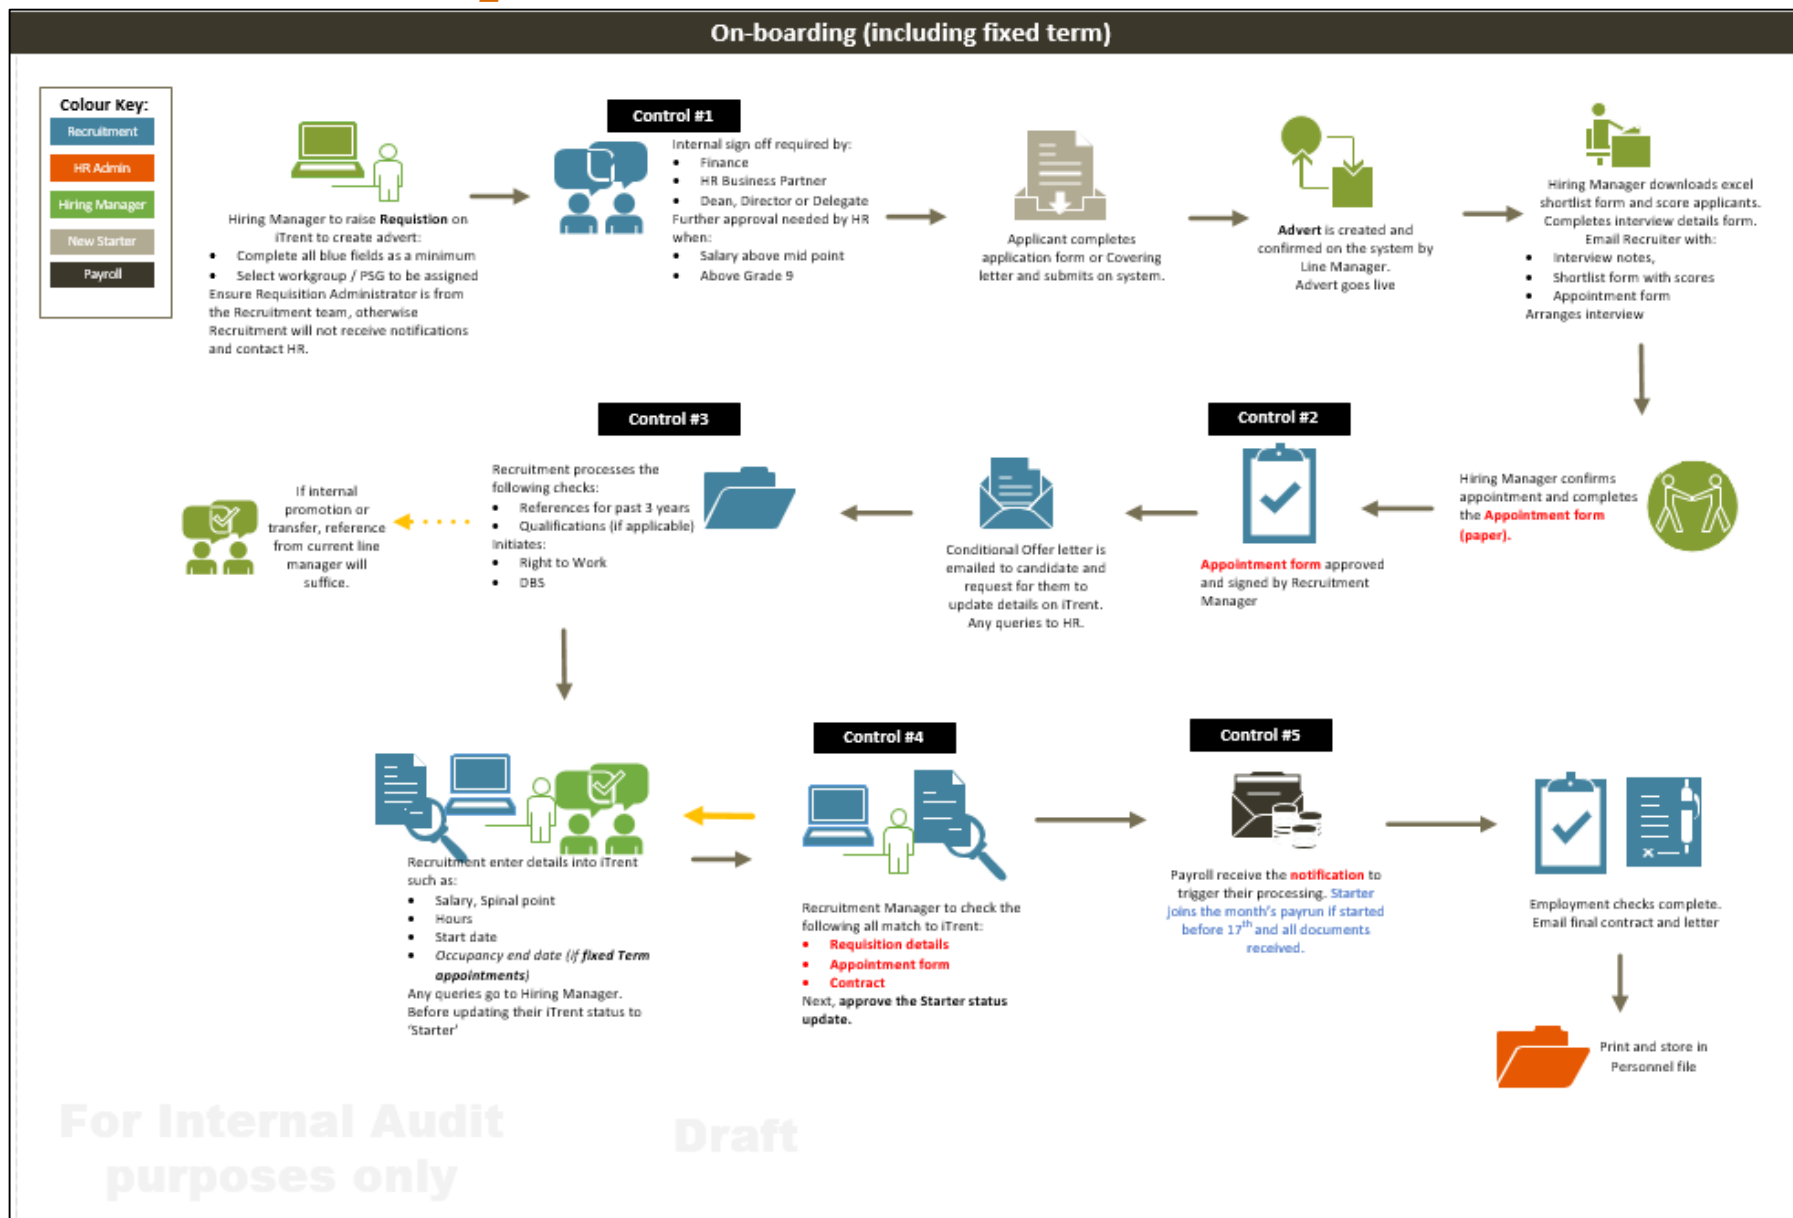 On-boarding (including fixed term)
Colour Key:
Recruitment
HR Admin
Hiring Manager
New Starter
Payroll
Hiring Manager to raise Requistion on
iTrent to create advert:
• Complete all blue fields as a minimum
• Select workgroup / PSG to be assigned
Ensure Requisition Administrator is from
the Recruitment team, otherwise
Recruitment will not receive notifications
and contact HR.
Control #1
Internal sign off required by:
• Finance
• HR Business Partner
• Dean, Director or Delegate
Further approval needed by HR
when:
• Salary above mid point
• Above Grade 9
Applicant completes
application form or Covering
letter and submits on system.
Advert is created and
confirmed on the system by
Line Manager.
Advert goes live
Hiring Manager downloads excel
shortlist form and score applicants.
Completes interview details form.
Email Recruiter with:
• Interview notes,
• Shortlist form with scores
• Appointment form
Arranges interview
Hiring Manager confirms
appointment and completes
the Appointment form
(paper).
Control #2
Appointment form approved
and signed by Recruitment
Manager
Conditional Offer letter is
emailed to candidate and
request for them to
update details on iTrent.
Any queries to HR.
Control #3
Recruitment processes the
following checks:
• References for past 3 years
• Qualifications (if applicable)
Initiates:
• Right to Work
• DBS
If internal
promotion or
transfer, reference
from current line
manager will
suffice.
Recruitment enter details into iTrent
such as:
• Salary, Spinal point
• Hours
• Start date
• Occupancy end date (if fixed Term
appointments)
Any queries go to Hiring Manager.
Before updating their iTrent status to
‘Starter’
Control #4
Recruitment Manager to check the
following all match to iTrent:
• Requisition details
• Appointment form
• Contract
Next, approve the Starter status
update.
Control #5
Payroll receive the notification to
trigger their processing. Starter
joins the month’s payrun if started
before 17th and all documents
received.
Employment checks complete.
Email final contract and letter
Print and store in
Personnel file
For Internal Audit
purposes only
Draft